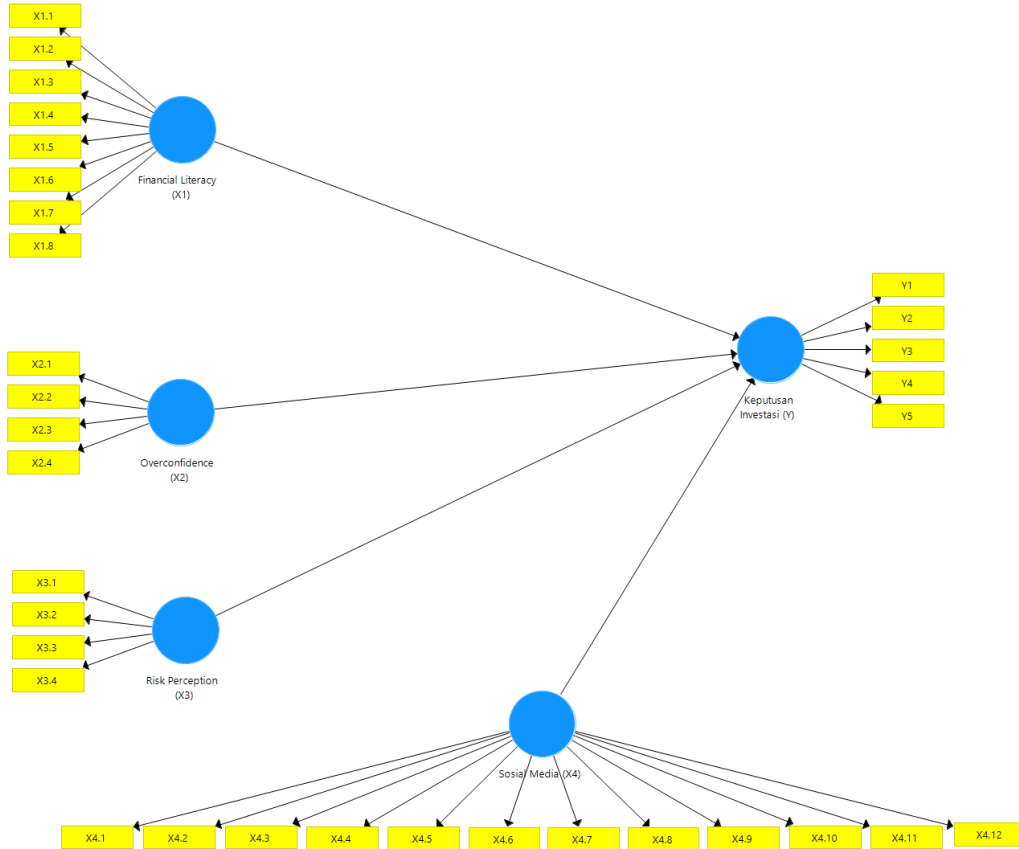 X1.1
X1.2
X1.3
X1.4
X1.5
X1.6
X1.7
X1.8
Financial Literacy
(X1)
X2.1
X2.2
X2.3
X2.4
Overconfidence
(X2)
X3.1
X3.2
X3.3
X3.4
Risk Perception
(X3)
Y1
Y2
Y3
Y4
Y5
Keputusan
Investasi (Y)
Sosial Media (X4)
X4.1
X4.2
X4.3
X4.4
X4.5
X4.6
X4.7
X4.8
X4.9
X4.10
X4.11
X4.12